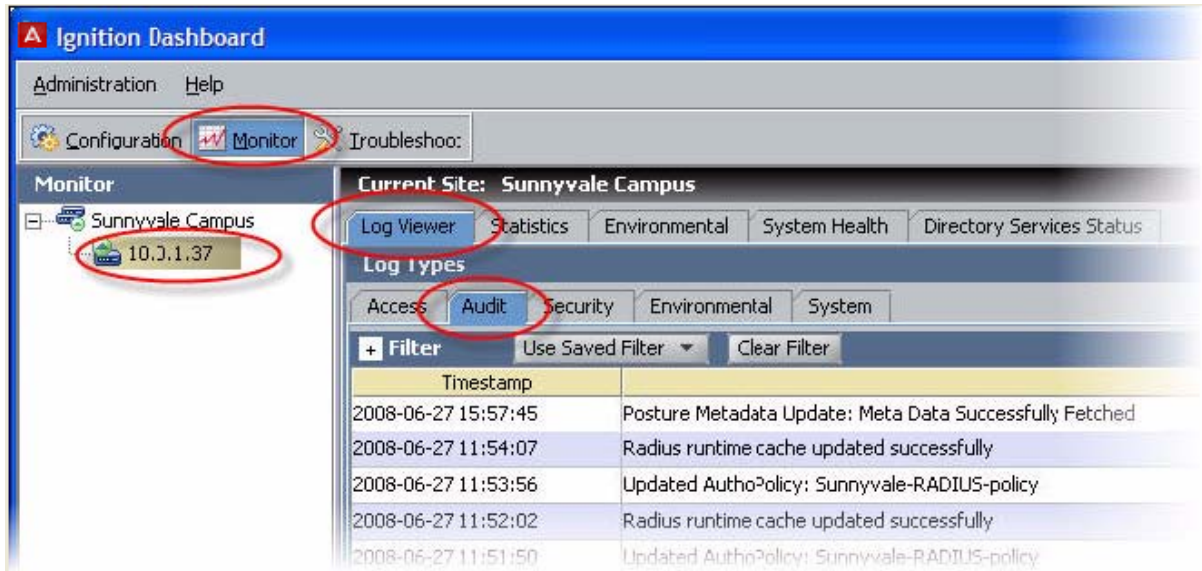 A Ignition Dashboard
Administration Help
Configuration Monitor Troubleshoot
Monitor
Sunnyvale Campus
10.0.1.37
Current Site: Sunnyvale Campus
Log Viewer Statistics Environmental System Health Directory Services Status
Log Types
Access Audit Security Environmental System
+ Filter Use Saved Filter Clear Filter
Timestamp
2008-06-27 15:57:45 Posture Metadata Update: Meta Data Successfully Fetched
2008-06-27 11:54:07 Radius runtime cache updated successfully
2008-06-27 11:53:56 Updated AuthoPolicy: Sunnyvale-RADIUS-policy
2008-06-27 11:52:02 Radius runtime cache updated successfully
2008-06-27 11:51:50 Updated AuthoPolicy: Sunnyvale-RADIUS-policy